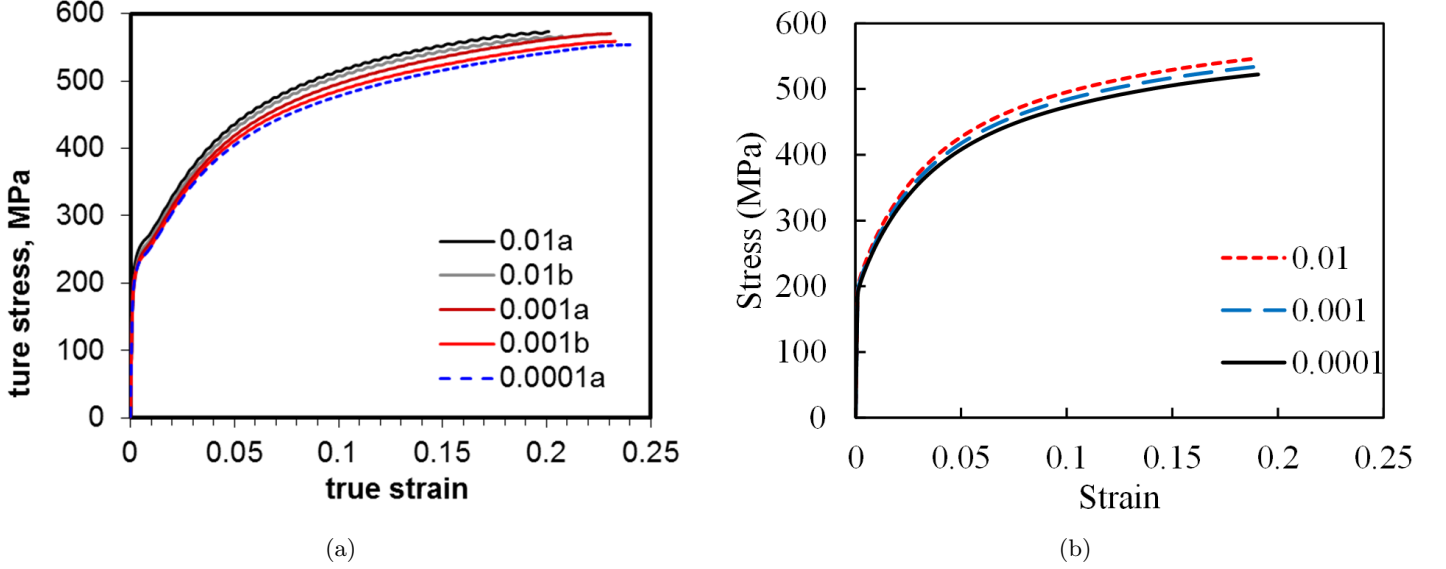 600
500
400
300
200
100
0
ture stress, MPa
0.01a
0.01b
0.001a
0.001b
0.0001a
0 0.05 0.1 0.15 0.2 0.25
true strain
(a)
600
500
400
300
200
100
0
Stress (MPa)
0.01
0.001
0.0001
0 0.05 0.1 0.15 0.2 0.25
Strain
(b)